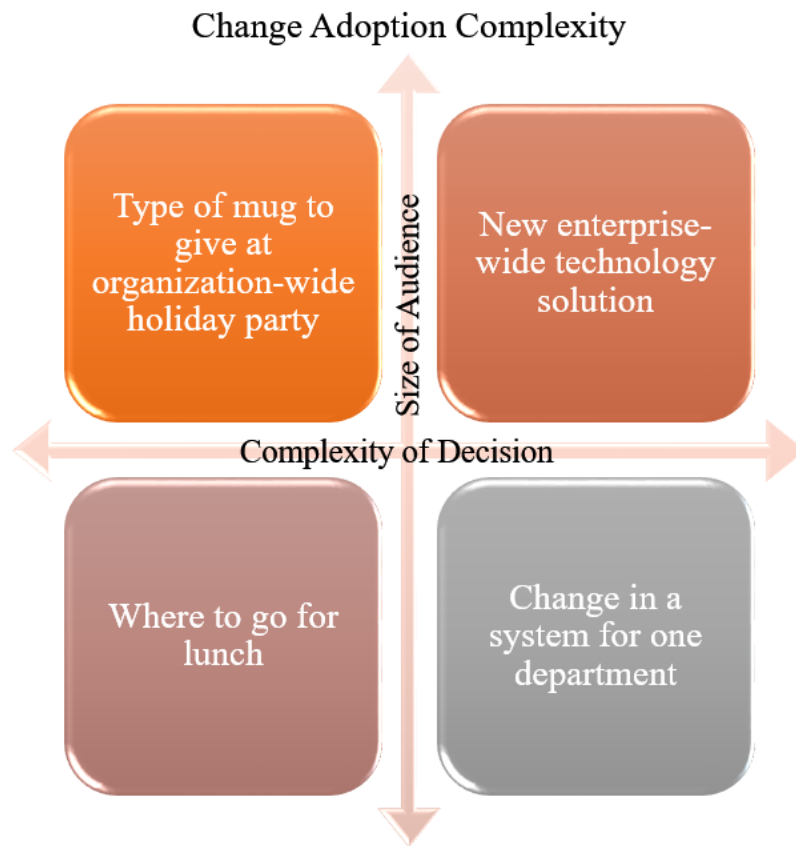 Change Adoption Complexity
Type of mug to
give at
organization-wide
holiday party
Size of Audience
New enterprise-
wide technology
solution
Complexity of Decision
Where to go for
lunch
Change in a
system for one
department